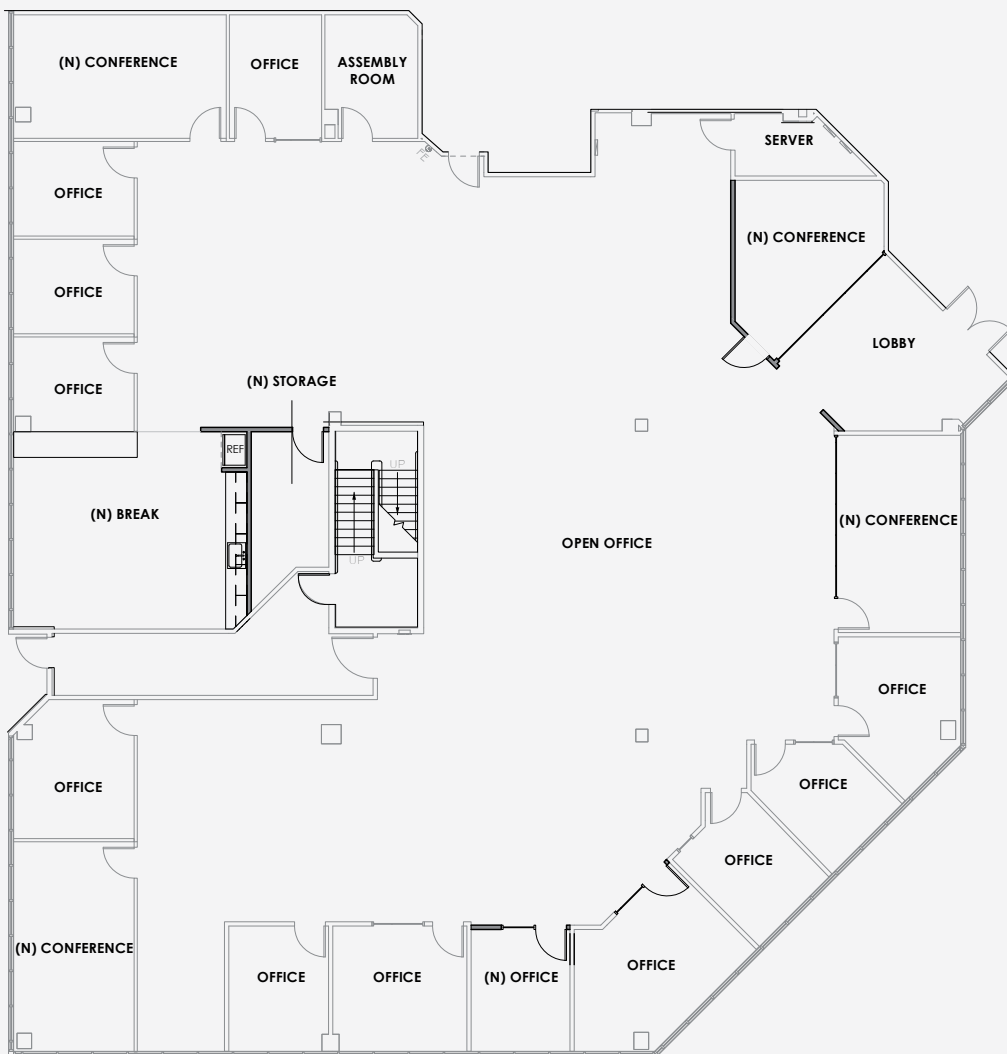 (N) CONFERENCE
OFFICE
ASSEMBLY
ROOM
SERVER
FE
OFFICE
(N) CONFERENCE
OFFICE
LOBBY
(N) STORAGE
OFFICE
REF
UP
(N) BREAK
(N) CONFERENCE
OPEN OFFICE
UP
OFFICE
OFFICE
OFFICE
OFFICE
(N) CONFERENCE
OFFICE
OFFICE
OFFICE
(N) OFFICE